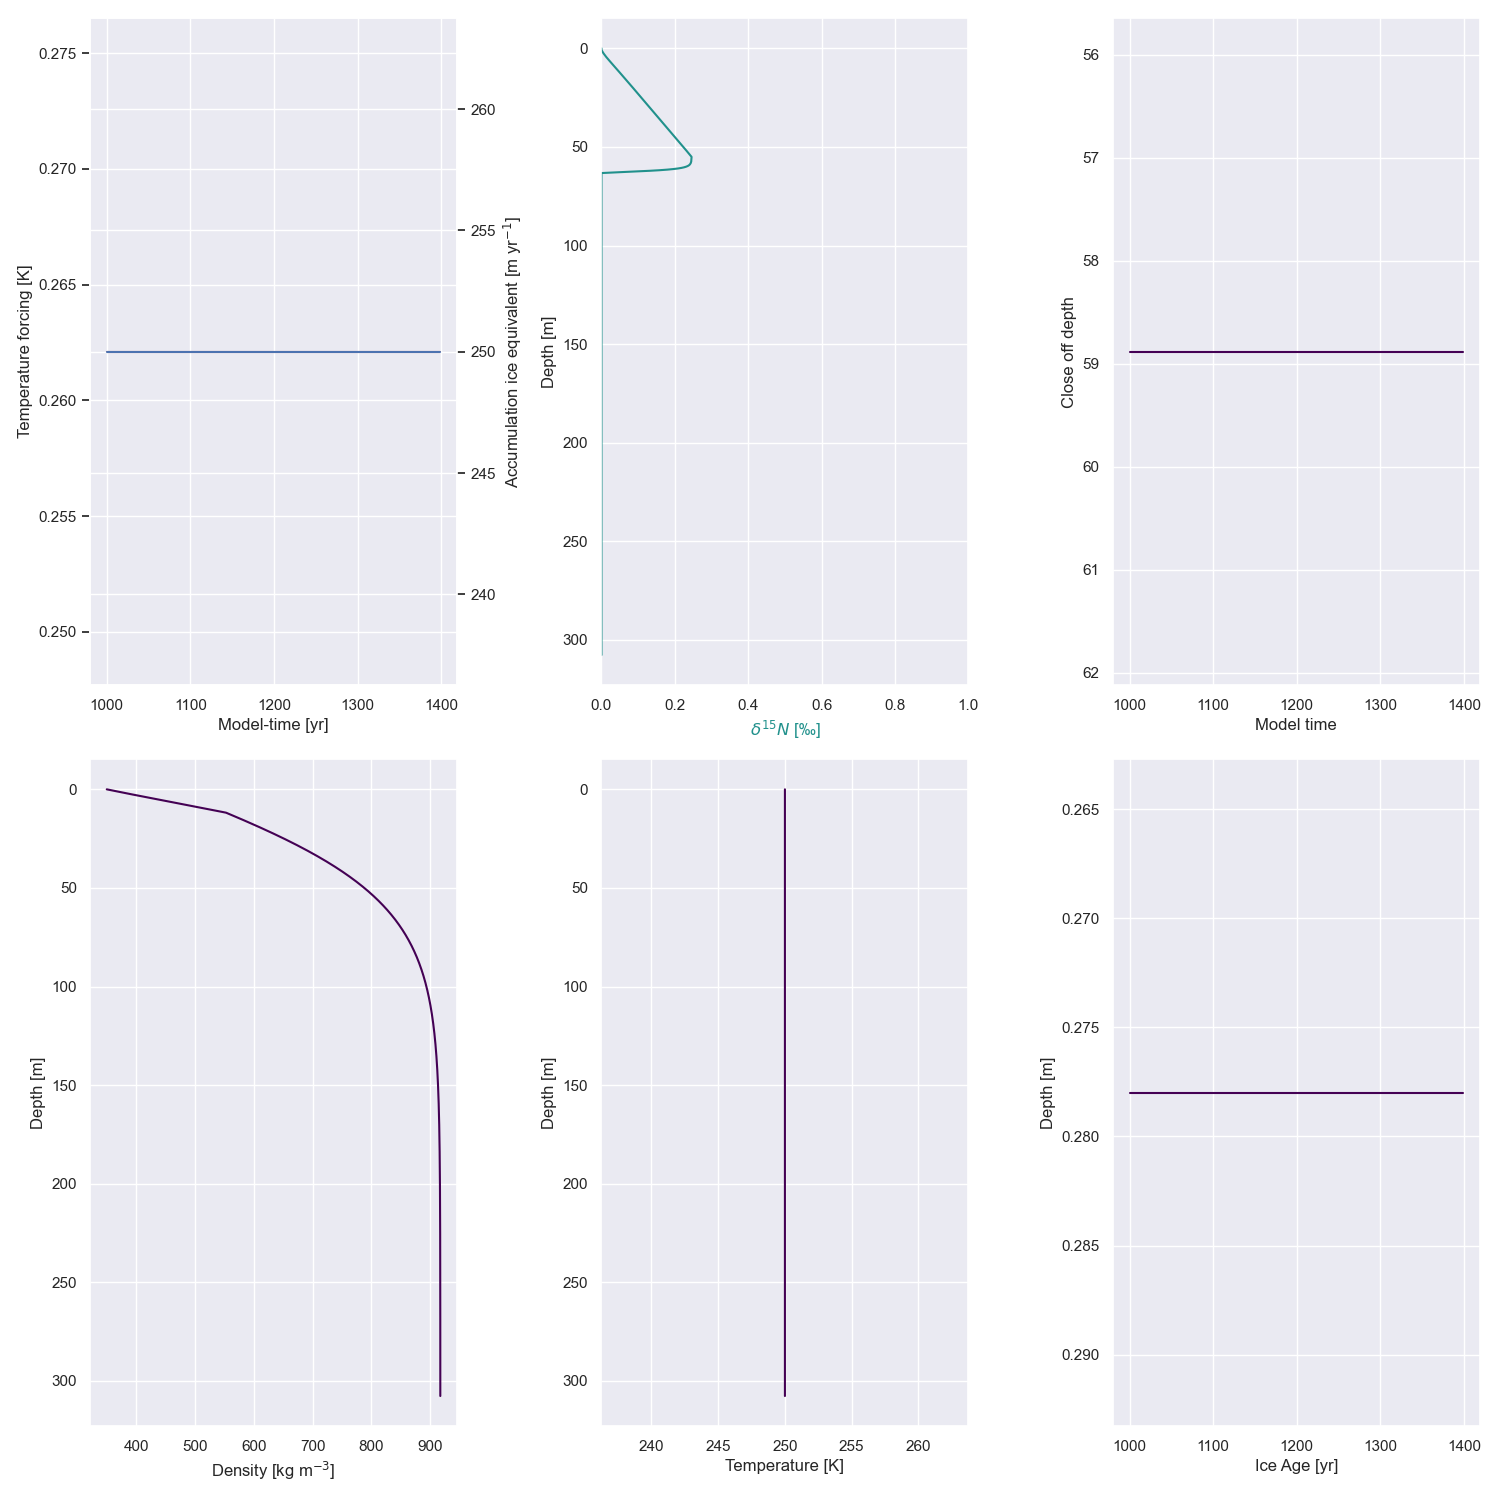 0.275
0.270
0.265
0.260
0.255
0.250
Temperature forcing [K]
260
255
250
245
240
Accumulation ice equivalent [m yr⁻¹]
1000 1100 1200 1300 1400
Model-time [yr]
0
50
100
150
200
250
300
Depth [m]
0.0 0.2 0.4 0.6 0.8 1.0
δ¹⁵N [‰]
56
57
58
59
60
61
62
Close off depth
1000 1100 1200 1300 1400
Model time
0
50
100
150
200
250
300
Depth [m]
400 500 600 700 800 900
Density [kg m⁻³]
0
50
100
150
200
250
300
Depth [m]
240 245 250 255 260
Temperature [K]
0.265
0.270
0.275
0.280
0.285
0.290
Depth [m]
1000 1100 1200 1300 1400
Ice Age [yr]